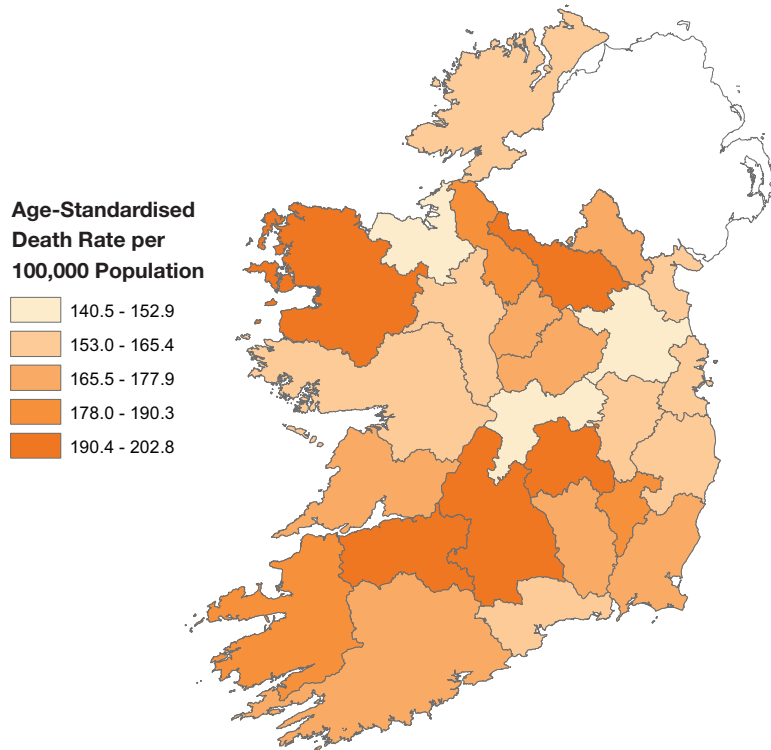 Age-Standardised
Death Rate per
100,000 Population
140.5 - 152.9
153.0 - 165.4
165.5 - 177.9
178.0 - 190.3
190.4 - 202.8